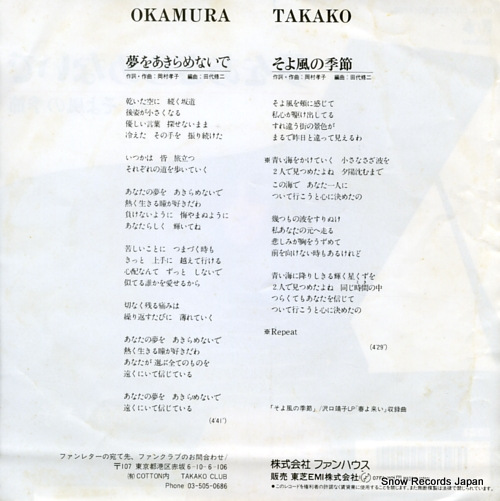 OKAMURA TAKAKO
夢をあきらめないで
作詞・作曲：岡村孝子 編曲：田代修二
乾いた空に 続く坂道
後姿が小さくなる
優しい言葉 探せないまま
冷えた その手を 振り続けた
いつかは 皆 旅立つ
それぞれの道を歩いていく
あなたの夢を あきらめないで
熱く生きる瞳が好きだわ
負けないように 悔やまぬように
あなたらしく 輝いてね
苦しいことに つまづく時も
きっと 上手に 越えて行ける
心配なんて ずっと しないで
似てる誰かを愛せるから
切なく残る痛みは
繰り返すたびに 薄れていく
あなたの夢を あきらめないで
熱く生きる瞳が好きだわ
あなたが 選ぶ全てのものを
遠くにいて信じている
あなたの夢を あきらめないで
遠くにいて信じている
(4'41")
ファンレターの宛て先、ファンクラブのお問合わせ/
〒107 東京都港区赤坂6-10-6-106
(有)COTTON内 TAKAKO CLUB
Phone 03-505-0686
そよ風の季節
作詞・作曲：岡村孝子 編曲：田代修二
そよ風を頬に感じて
私心が駆け出してる
すれ違う街の景色が
まるで昨日と違って見えるわ
※青い海をかけていく 小さなさざ波を
2人で見つめたよね 夕陽沈むまで
この海で あなた一人に
ついて行こうと心に決めたの
幾つもの波をすりぬけ
私あなたの元へ走る
悲しみが胸をうずめて
前を向けない時もあるけれど
青い海に降りしきる輝く星くずを
2人で見つめたよね 同じ時間の中
つらくてもあなたを信じて
ついて行こうと心に決めたの
※Repeat
(4'29")
「そよ風の季節」/沢口靖子LP「春よ来い」収録曲
株式会社 ファンハウス
販売 東芝EMI株式会社
Snow Records Japan